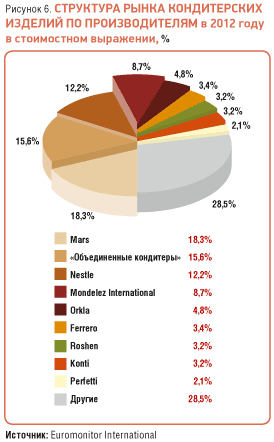 Рисунок 6. СТРУКТУРА РЫНКА КОНДИТЕРСКИХ
ИЗДЕЛИЙ ПО ПРОИЗВОДИТЕЛЯМ в 2012 году
в стоимостном выражении, %
8,7%
4,8%
3,4%
3,2%
3,2%
2,1%
12,2%
15,6%
18,3%
28,5%
Mars 18,3%
«Объединенные кондитеры» 15,6%
Nestle 12,2%
Mondelez International 8,7%
Orkla 4,8%
Ferrero 3,4%
Roshen 3,2%
Konti 3,2%
Perfetti 2,1%
Другие 28,5%
Источник: Euromonitor International